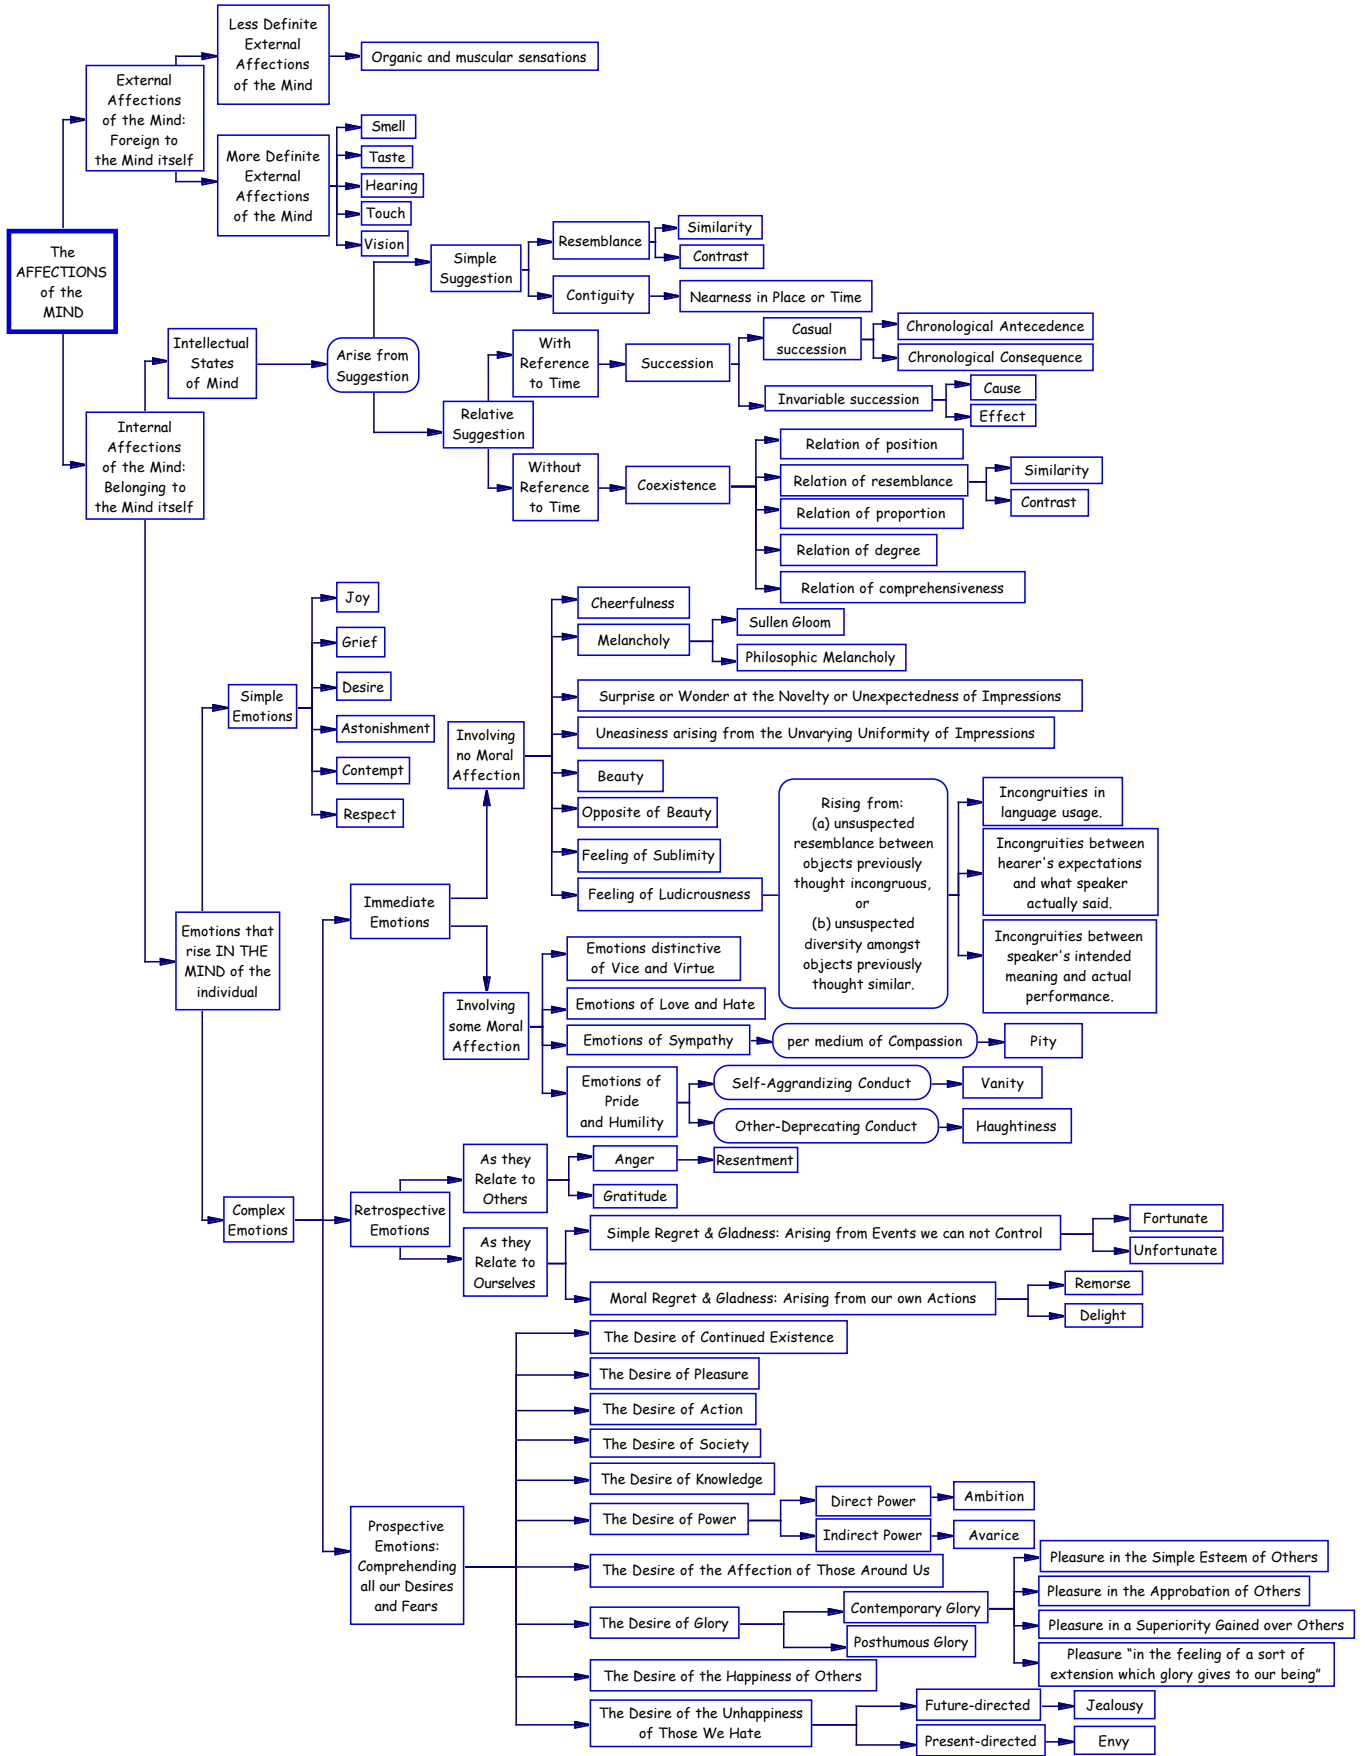 The
AFFECTIONS
of the
MIND
External
Affections
of the Mind:
Foreign to
the Mind itself
Less Definite
External
Affections
of the Mind
Organic and muscular sensations
More Definite
External
Affections
of the Mind
Smell
Taste
Hearing
Touch
Vision
Internal
Affections
of the Mind:
Belonging to
the Mind itself
Intellectual
States
of Mind
Arise from
Suggestion
Simple
Suggestion
Resemblance
Similarity
Contrast
Contiguity
Nearness in Place or Time
Relative
Suggestion
With
Reference
to Time
Succession
Casual
succession
Chronological Antecedence
Chronological Consequence
Invariable succession
Cause
Effect
Without
Reference
to Time
Coexistence
Relation of position
Relation of resemblance
Similarity
Contrast
Relation of proportion
Relation of degree
Relation of comprehensiveness
Emotions that
rise IN THE
MIND of the
individual
Simple
Emotions
Joy
Grief
Desire
Astonishment
Contempt
Respect
Complex
Emotions
Immediate
Emotions
Involving
no Moral
Affection
Cheerfulness
Melancholy
Sullen Gloom
Philosophic Melancholy
Surprise or Wonder at the Novelty or Unexpectedness of Impressions
Uneasiness arising from the Unvarying Uniformity of Impressions
Beauty
Opposite of Beauty
Feeling of Sublimity
Feeling of Ludicrousness
Rising from:
(a) unsuspected
resemblance between
objects previously
thought incongruous,
or
(b) unsuspected
diversity amongst
objects previously
thought similar.
Incongruities in
language usage.
Incongruities between
hearer's expectations
and what speaker
actually said.
Incongruities between
speaker's intended
meaning and actual
performance.
Involving
some Moral
Affection
Emotions distinctive
of Vice and Virtue
Emotions of Love and Hate
Emotions of Sympathy
per medium of Compassion
Pity
Emotions of
Pride
and Humility
Self-Aggrandizing Conduct
Vanity
Other-Deprecating Conduct
Haughtiness
Retrospective
Emotions
As they
Relate to
Others
Anger
Resentment
Gratitude
As they
Relate to
Ourselves
Simple Regret & Gladness: Arising from Events we can not Control
Fortunate
Unfortunate
Moral Regret & Gladness: Arising from our own Actions
Remorse
Delight
Prospective
Emotions:
Comprehending
all our Desires
and Fears
The Desire of Continued Existence
The Desire of Pleasure
The Desire of Action
The Desire of Society
The Desire of Knowledge
The Desire of Power
Direct Power
Ambition
Indirect Power
Avarice
The Desire of the Affection of Those Around Us
The Desire of Glory
Contemporary Glory
Pleasure in the Simple Esteem of Others
Pleasure in the Approbation of Others
Pleasure in a Superiority Gained over Others
Pleasure “in the feeling of a sort of
extension which glory gives to our being”
Posthumous Glory
The Desire of the Happiness of Others
The Desire of the Unhappiness
of Those We Hate
Future-directed
Jealousy
Present-directed
Envy